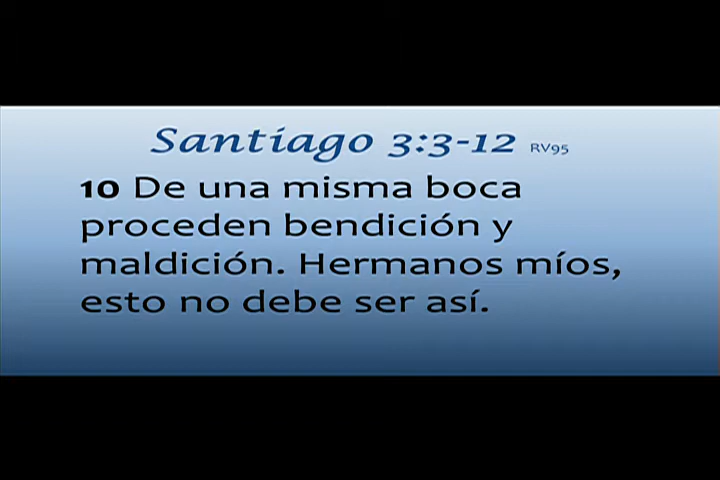 Santiago 3:3-12 RV95
10 De una misma boca
proceden bendición y
maldición. Hermanos míos,
esto no debe ser así.